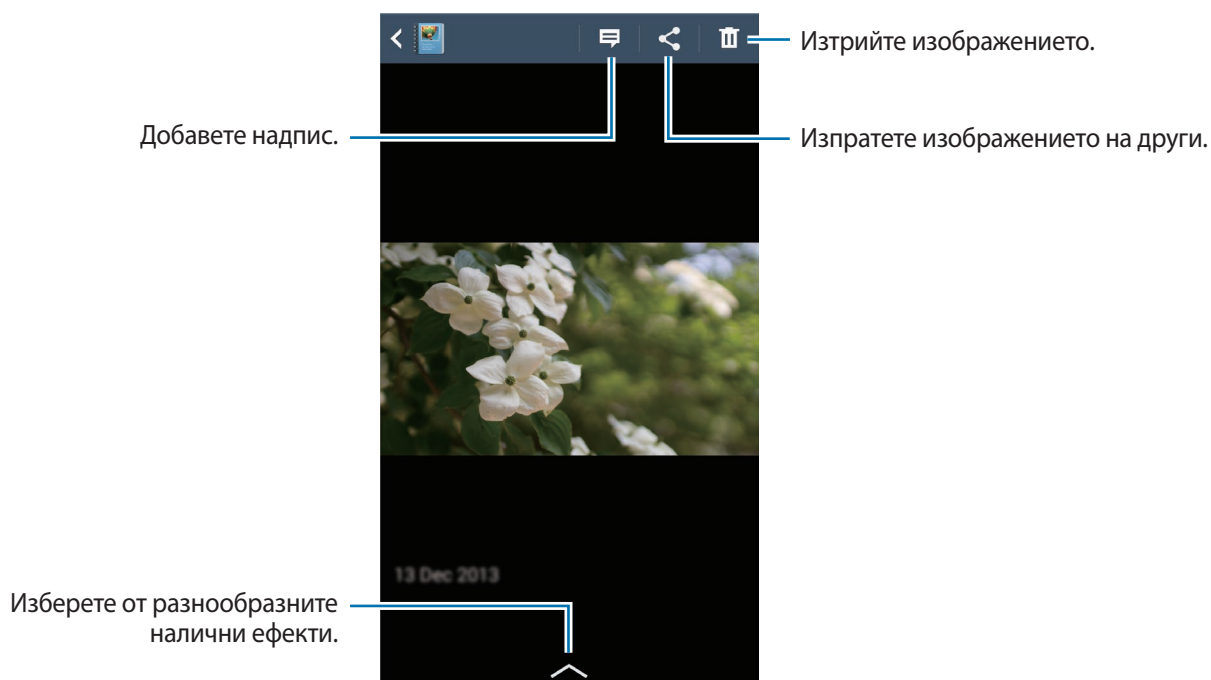 Изтрийте изображението.
Добавете надпис.
Изпратете изображението на други.
13 Dec 2013
Изберете от разнообразните
налични ефекти.